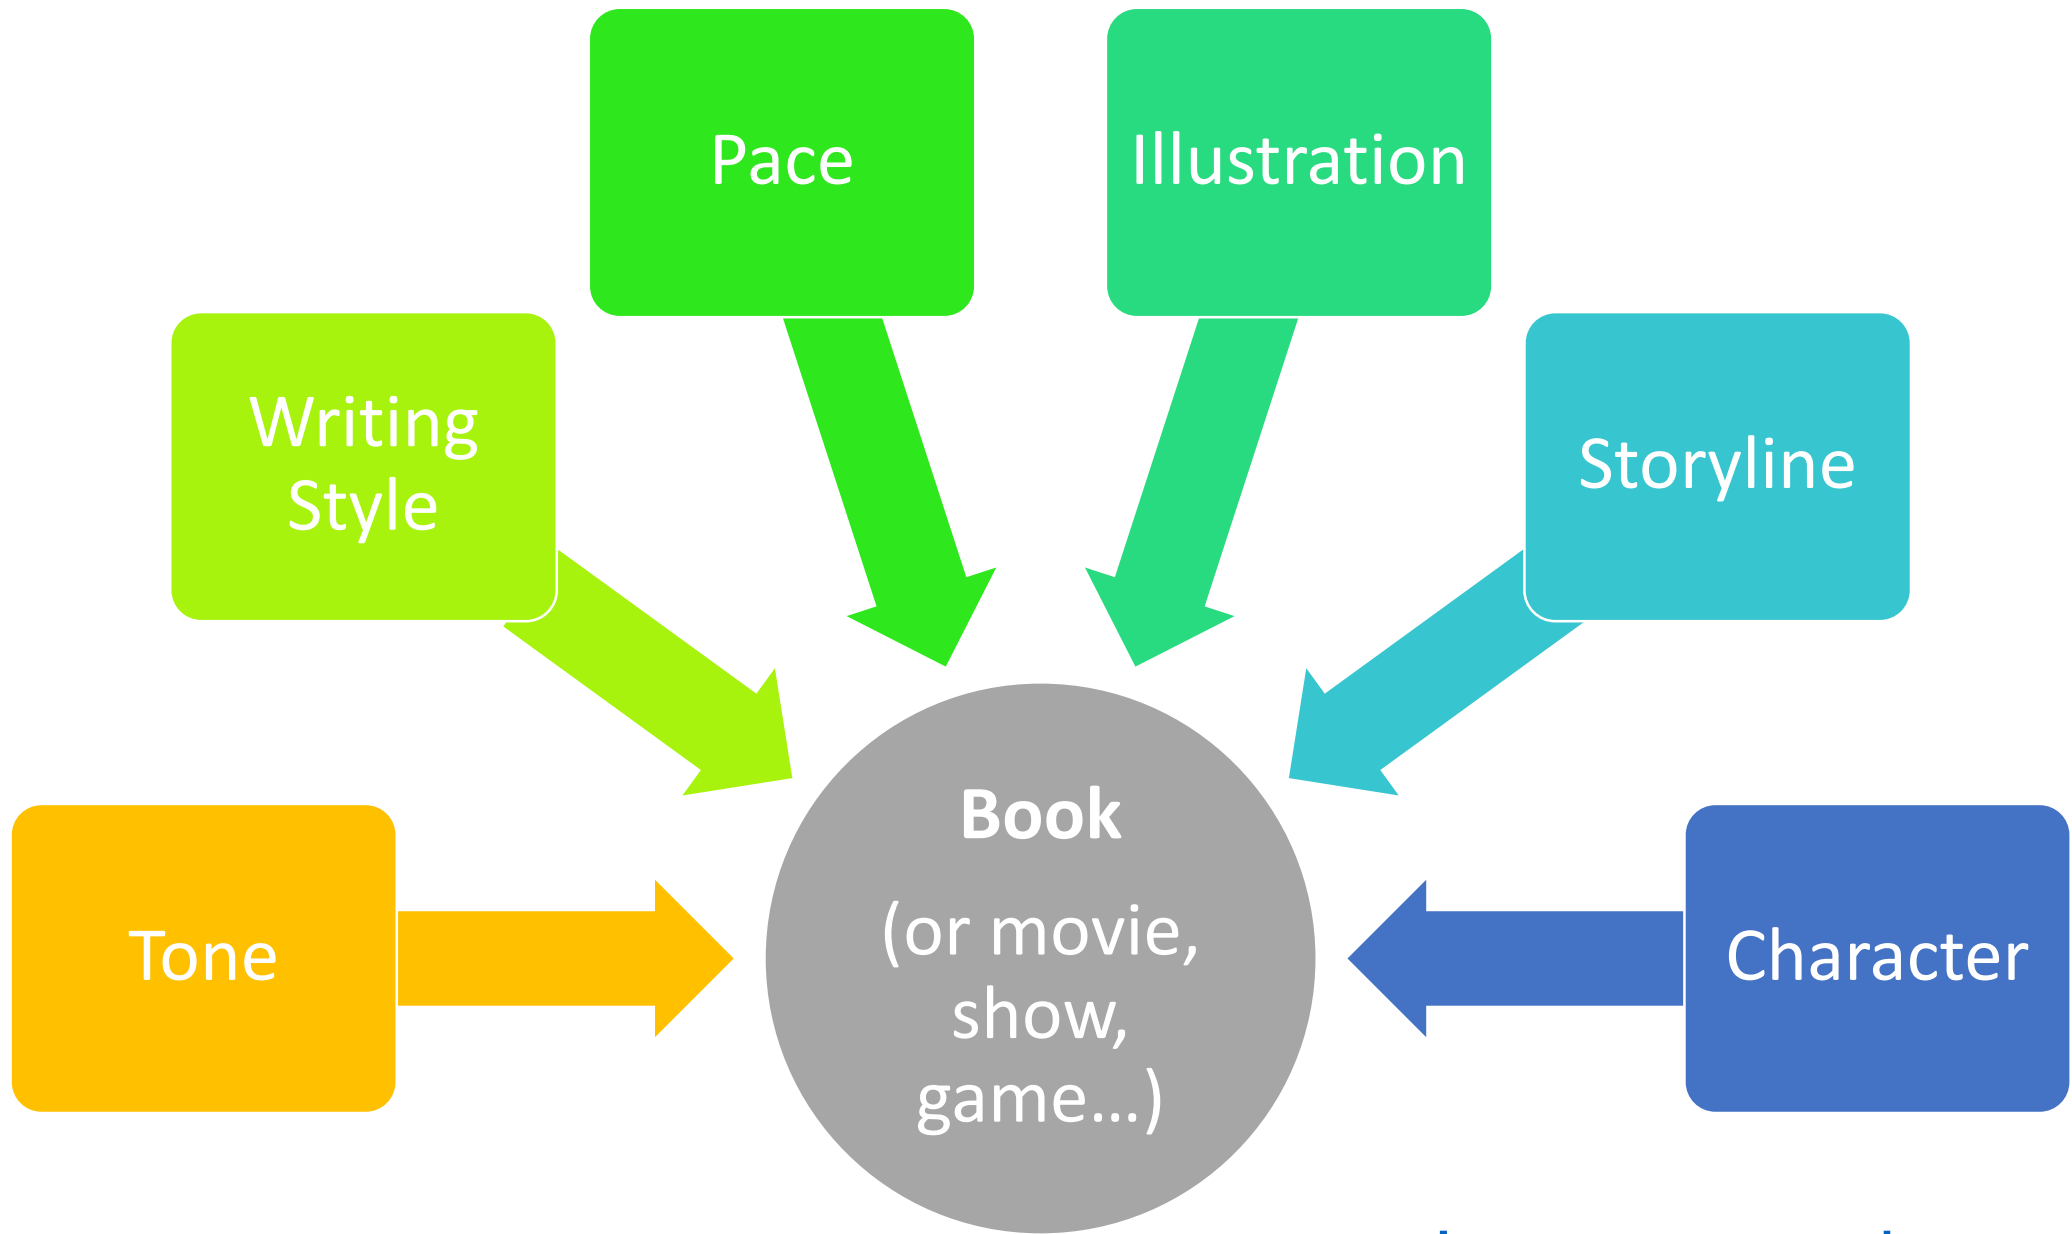 Pace
Illustration
Writing
Style
Storyline
Tone
Character
Book
(or movie,
show,
game...)